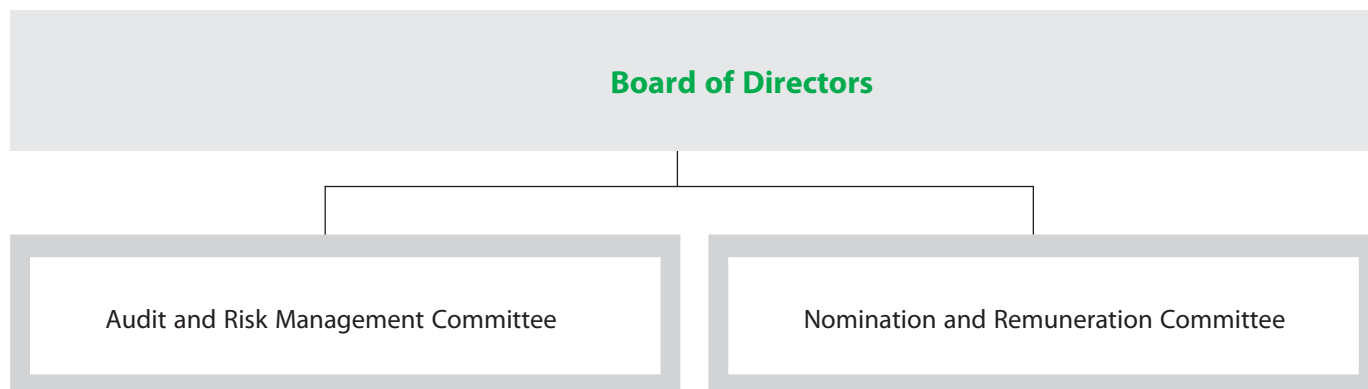 Board of Directors
Audit and Risk Management Committee
Nomination and Remuneration Committee